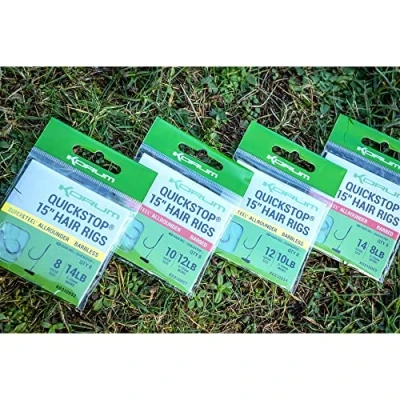 KORUM
QUICKSTOP®
15" HAIR RIGS
ALLROUNDER BARBLESS
8 14LB
KORUM
QUICKSTOP®
15" HAIR RIGS
ALLROUNDER BARBED
10 12LB
KORUM
QUICKSTOP®
15" HAIR RIGS
ALLROUNDER BARBLESS
12 10LB
KORUM
QUICKSTOP®
15" HAIR RIGS
ALLROUNDER BARBED
14 8LB